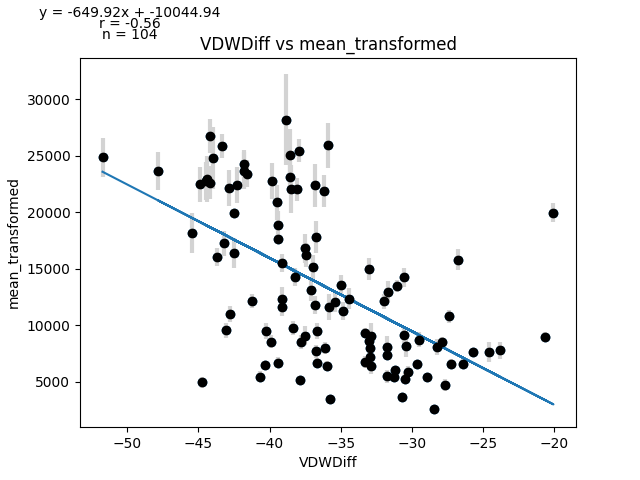 y = -649.92x + -10044.94
r = -0.56
n = 104
VDWDiff vs mean_transformed
30000
25000
20000
15000
10000
5000
mean_transformed
−50 −45 −40 −35 −30 −25 −20
VDWDiff